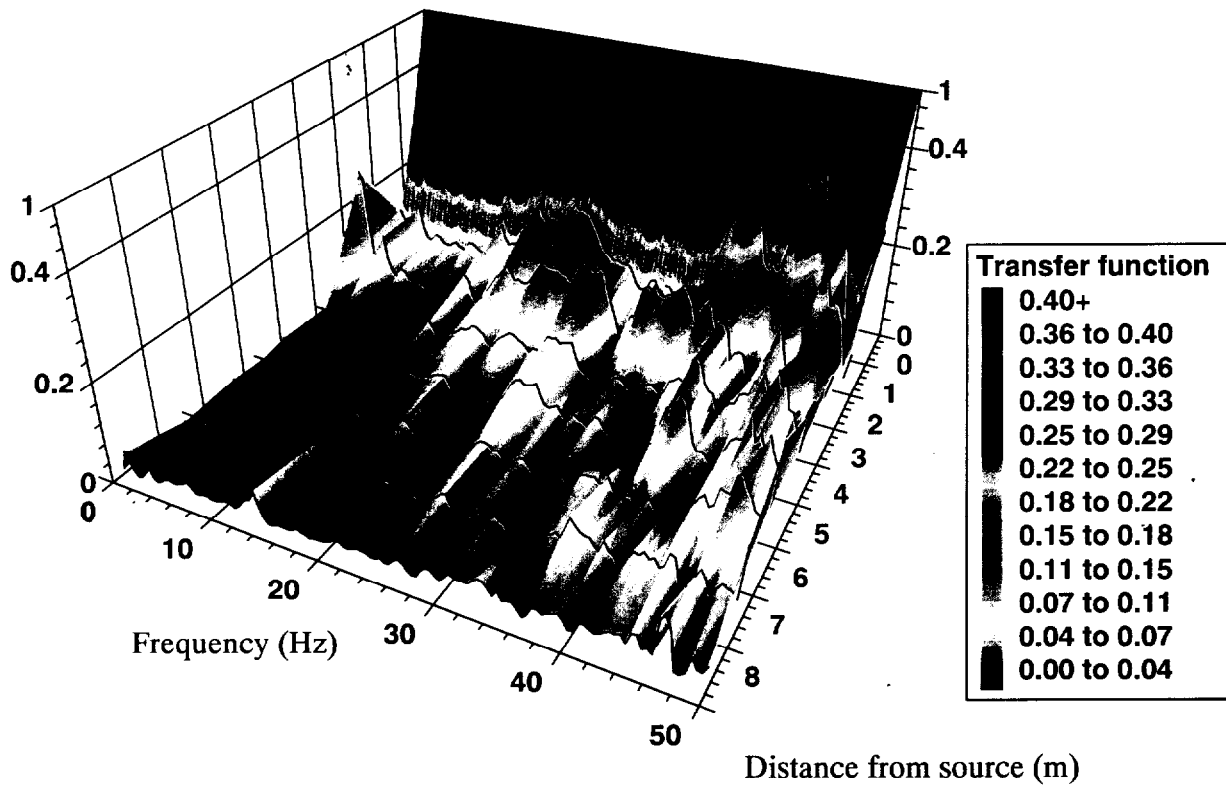 1
0.4
0.2
0
1
0.4
0.2
0
0
10
20
30
40
50
0
1
2
3
4
5
6
7
8
Frequency (Hz)
Distance from source (m)
Transfer function
0.40+
0.36 to 0.40
0.33 to 0.36
0.29 to 0.33
0.25 to 0.29
0.22 to 0.25
0.18 to 0.22
0.15 to 0.18
0.11 to 0.15
0.07 to 0.11
0.04 to 0.07
0.00 to 0.04